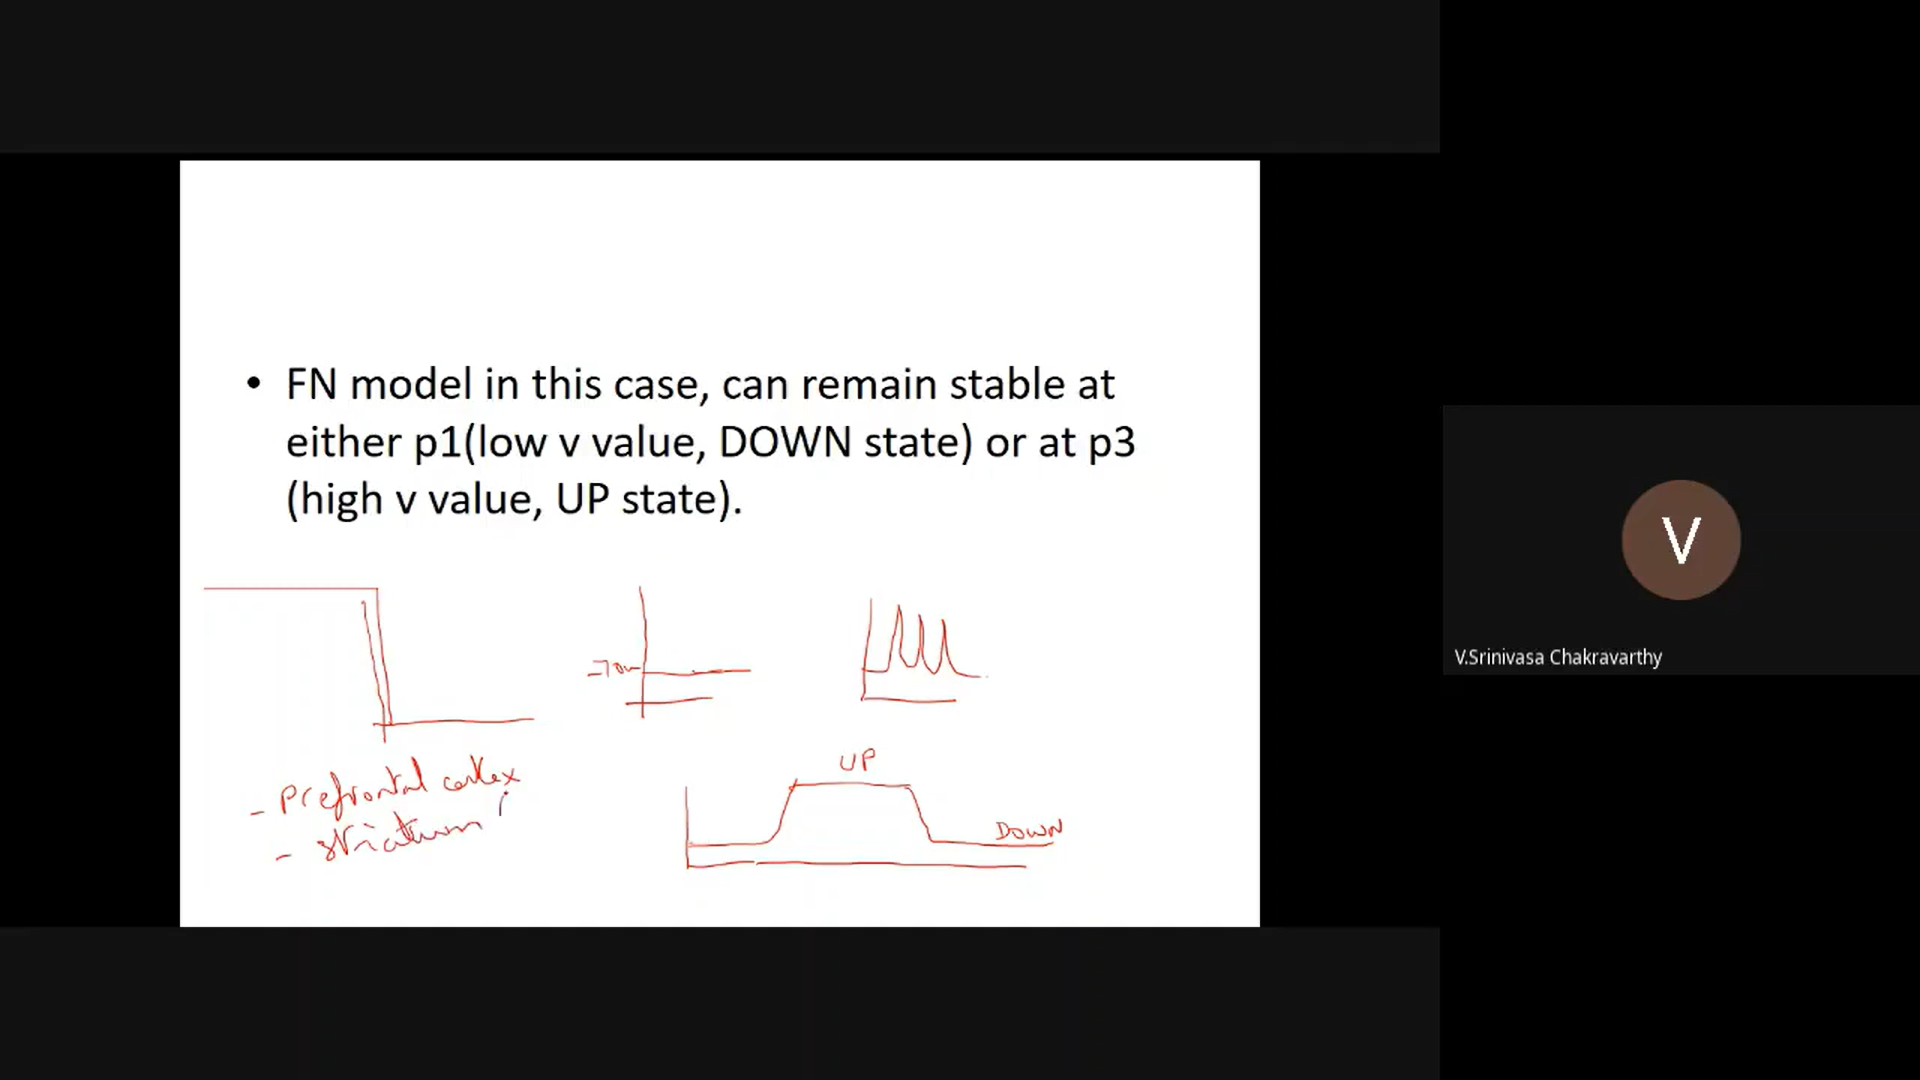 • FN model in this case, can remain stable at
either p1(low v value, DOWN state) or at p3
(high v value, UP state).
UP
DOWN
- Prefrontal cortex
- striatum
V
V.Srinivasa Chakravarthy